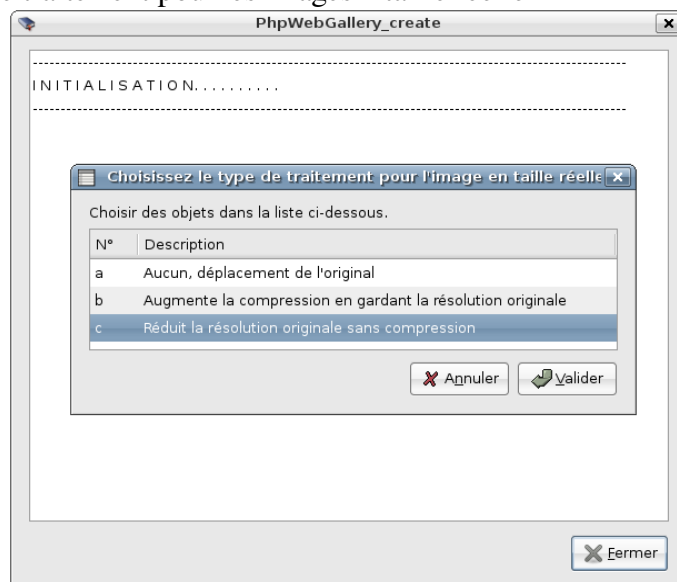 PhpWebGallery_create
--------------------------------------------------------------------------------
I N I T I A L I S A T I O N. . . . . . . . . .
--------------------------------------------------------------------------------
Choisissez le type de traitement pour l'image en taille réelle
Choisir des objets dans la liste ci-dessous.
N° Description
a Aucun, déplacement de l'original
b Augmente la compression en gardant la résolution originale
c Réduit la résolution originale sans compression
Annuler Valider
Fermer